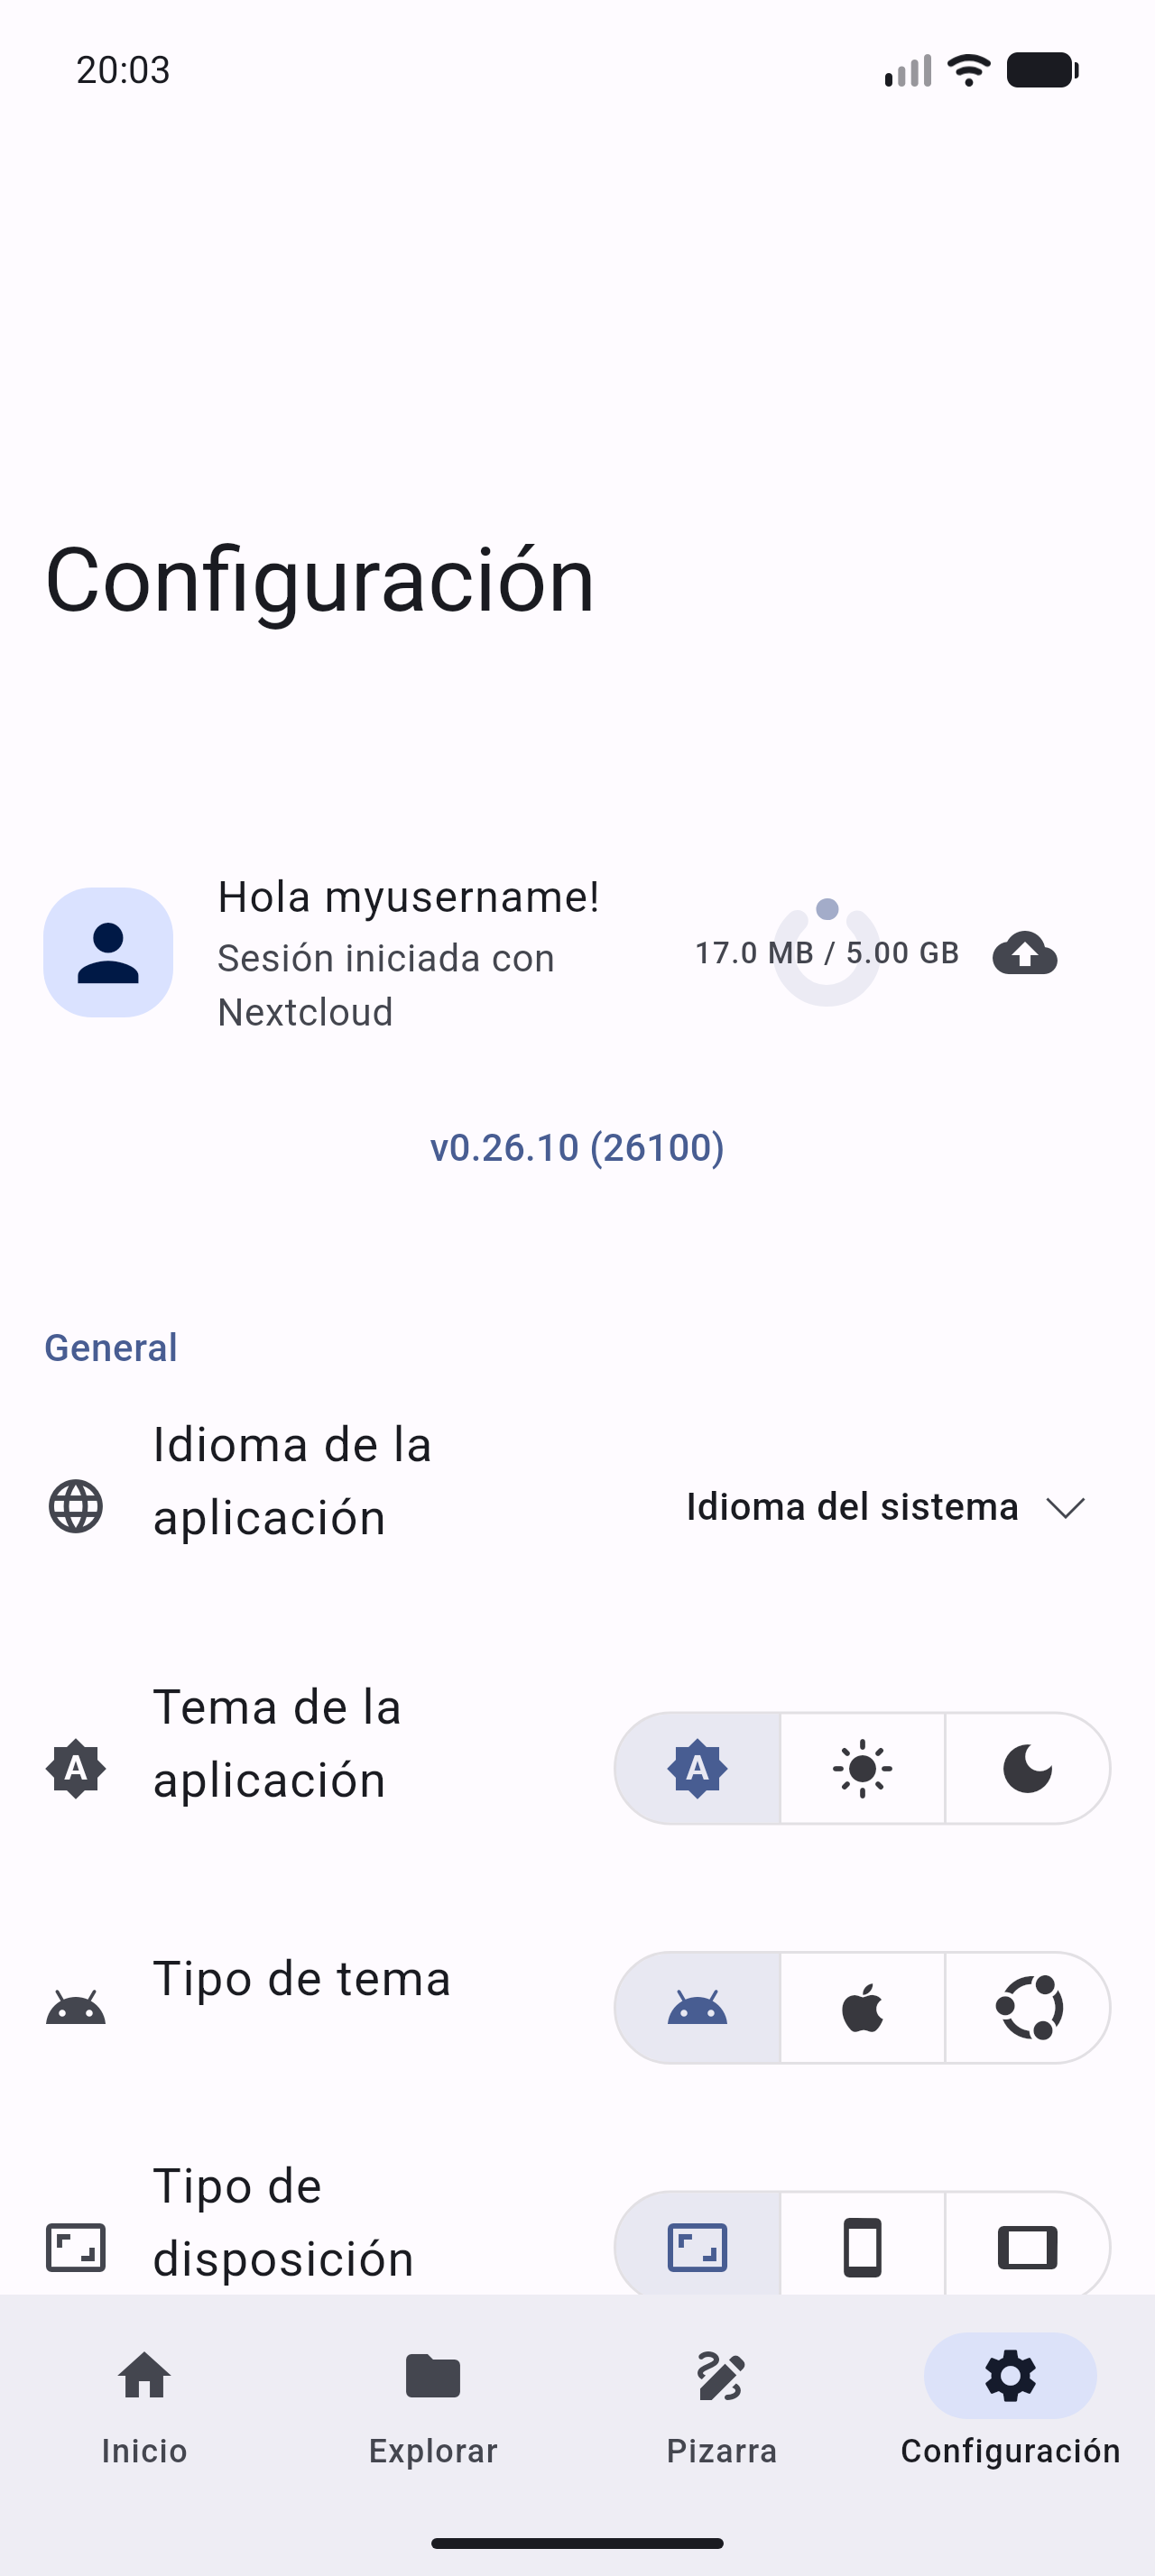 20:03
Configuración
Hola myusername!
Sesión iniciada con
Nextcloud
17.0 MB / 5.00 GB
v0.26.10 (26100)
General
Idioma de la
aplicación
Idioma del sistema
Tema de la
aplicación
A
A
Tipo de tema
Tipo de
disposición
Inicio
Explorar
Pizarra
Configuración